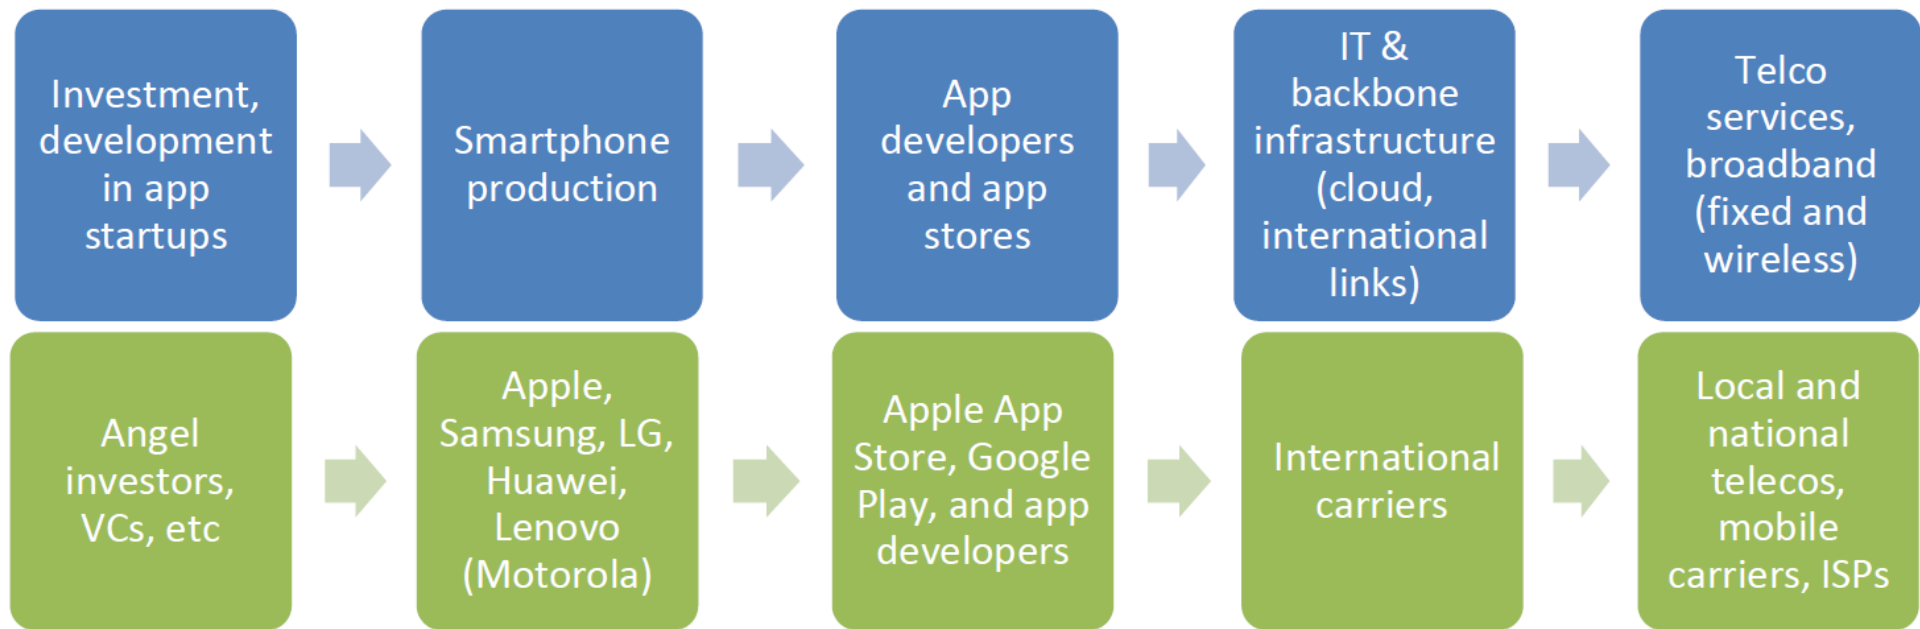 Investment,
development
in app
startups
Smartphone
production
App
developers
and app
stores
IT &
backbone
infrastructure
(cloud,
international
links)
Telco
services,
broadband
(fixed and
wireless)
Angel
investors,
VCs, etc
Apple,
Samsung, LG,
Huawei,
Lenovo
(Motorola)
Apple App
Store, Google
Play, and app
developers
International
carriers
Local and
national
telecos,
mobile
carriers, ISPs